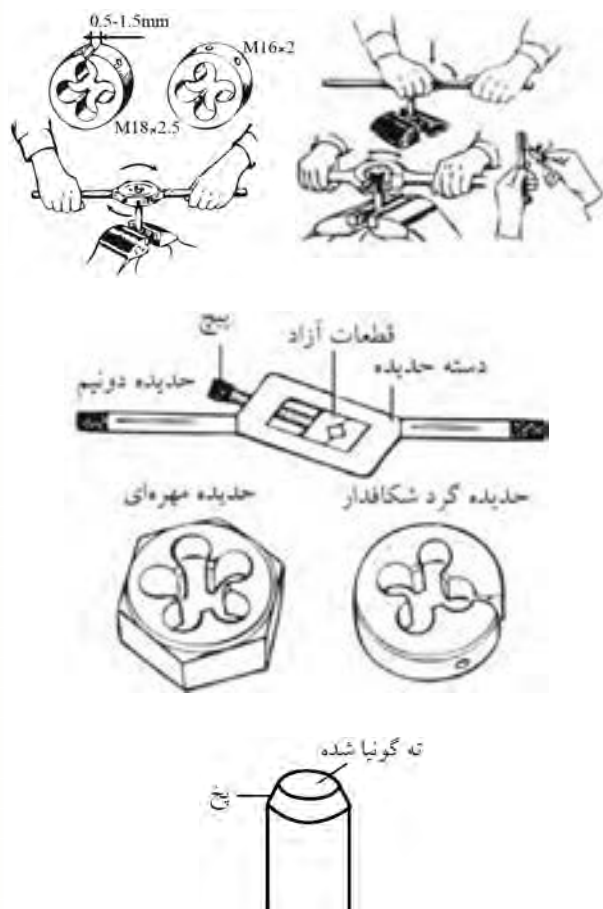 0.5-1.5mm
M16×2
M18×2.5
پیچ
قطعات آزاد
دسته حدیده
حدیده دونیم
حدیده گرد شکافدار
حدیده مهره‌ای
ته گونیا شده
پخ